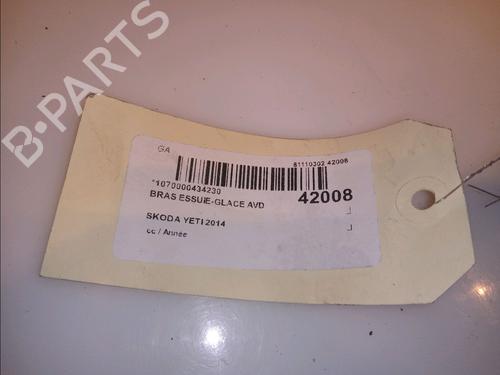 B-PARTS
GA
81110302 42008
*1070000434230
BRAS ESSUIE-GLACE AVD
42008
SKODA YETI 2014
cc / Année